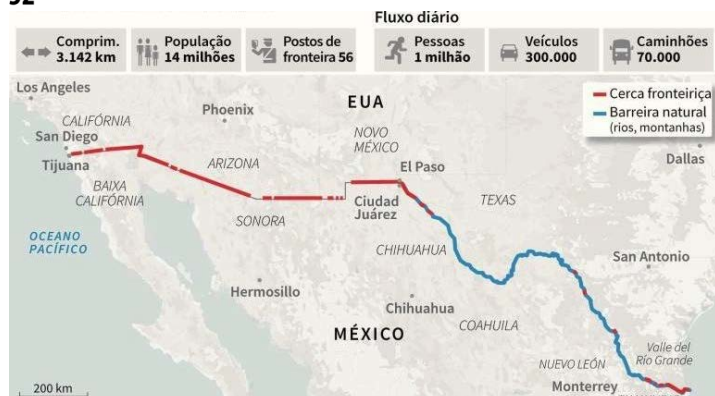 Fluxo diário
Comprim.
3.142 km
População
14 milhões
Postos de
fronteira 56
Pessoas
1 milhão
Veículos
300.000
Caminhões
70.000
Los Angeles
Cerca fronteiriça
EUA
Phoenix
Barreira natural
(rios, montanhas)
CALIFÓRNIA
San Diego
NOVO
MÉXICO
Dallas
Tijuana
ARIZONA
El Paso
BAIXA
CALIFÓRNIA
Ciudad
Juárez
TEXAS
SONORA
OCEANO
PACÍFICO
CHIHUAHUA
San Antonio
Hermosillo
Chihuahua
COAHUILA
MÉXICO
Valle del
Río Grande
NUEVO LEÓN
Monterrey
200 km